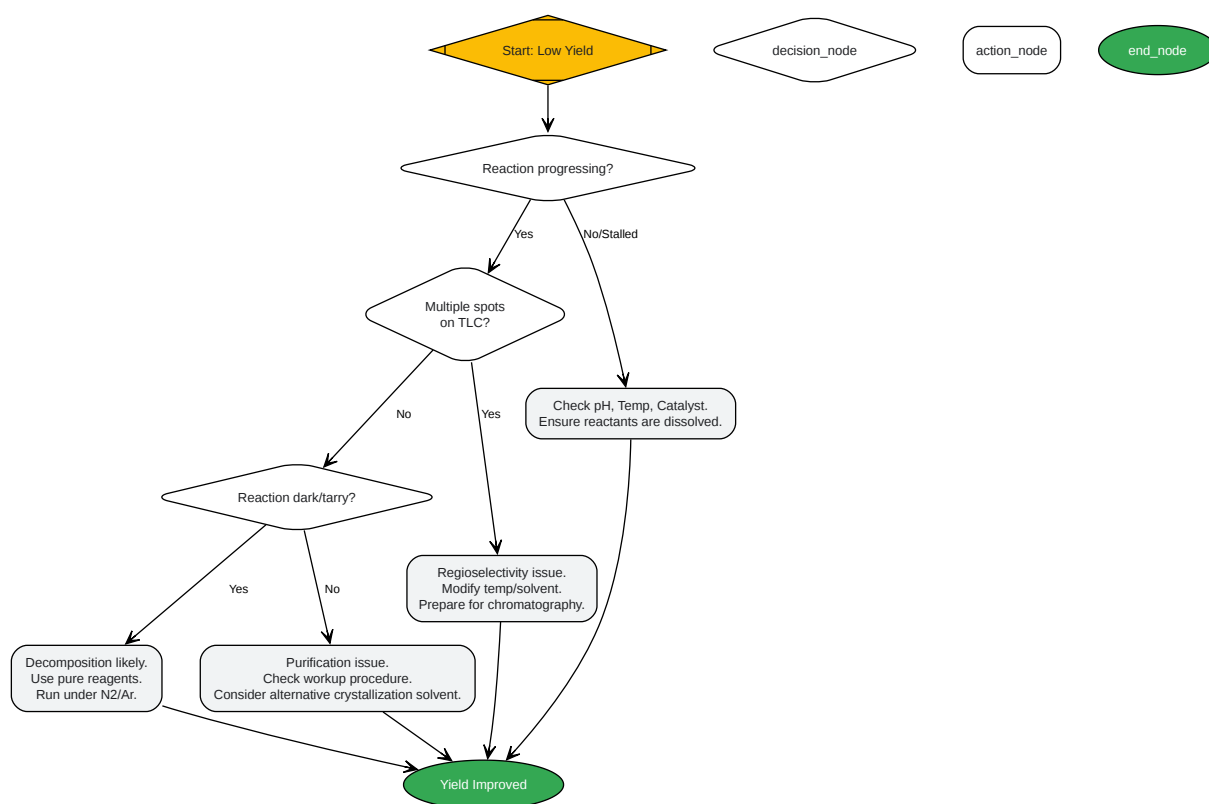 Start: Low Yield
decision_node
action_node
end_node
Reaction progressing?
Yes
No/Stalled
Multiple spots
on TLC?
No
Yes
Check pH, Temp, Catalyst.
Ensure reactants are dissolved.
Reaction dark/tarry?
Yes
No
Regioselectivity issue.
Modify temp/solvent.
Prepare for chromatography.
Decomposition likely.
Use pure reagents.
Run under N2/Ar.
Purification issue.
Check workup procedure.
Consider alternative crystallization solvent.
Yield Improved